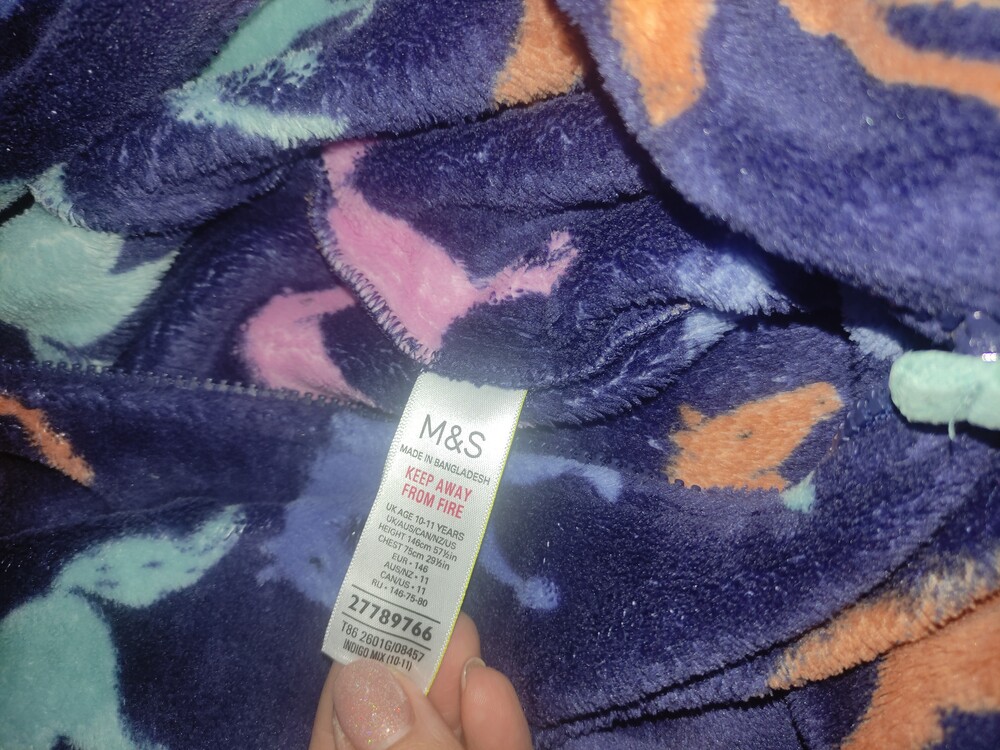 M&S
MADE IN BANGLADESH
KEEP AWAY
FROM FIRE
UK AGE 10-11 YEARS
UK/AUS/CAN/NZ/US
HEIGHT 146cm 57½in
CHEST 75cm 29½in
EUR • 146
AUS/NZ • 11
CAN/US • 11
RU • 146-75-80
27789766
T86 2601G/08457
INDIGO MIX (10-11)